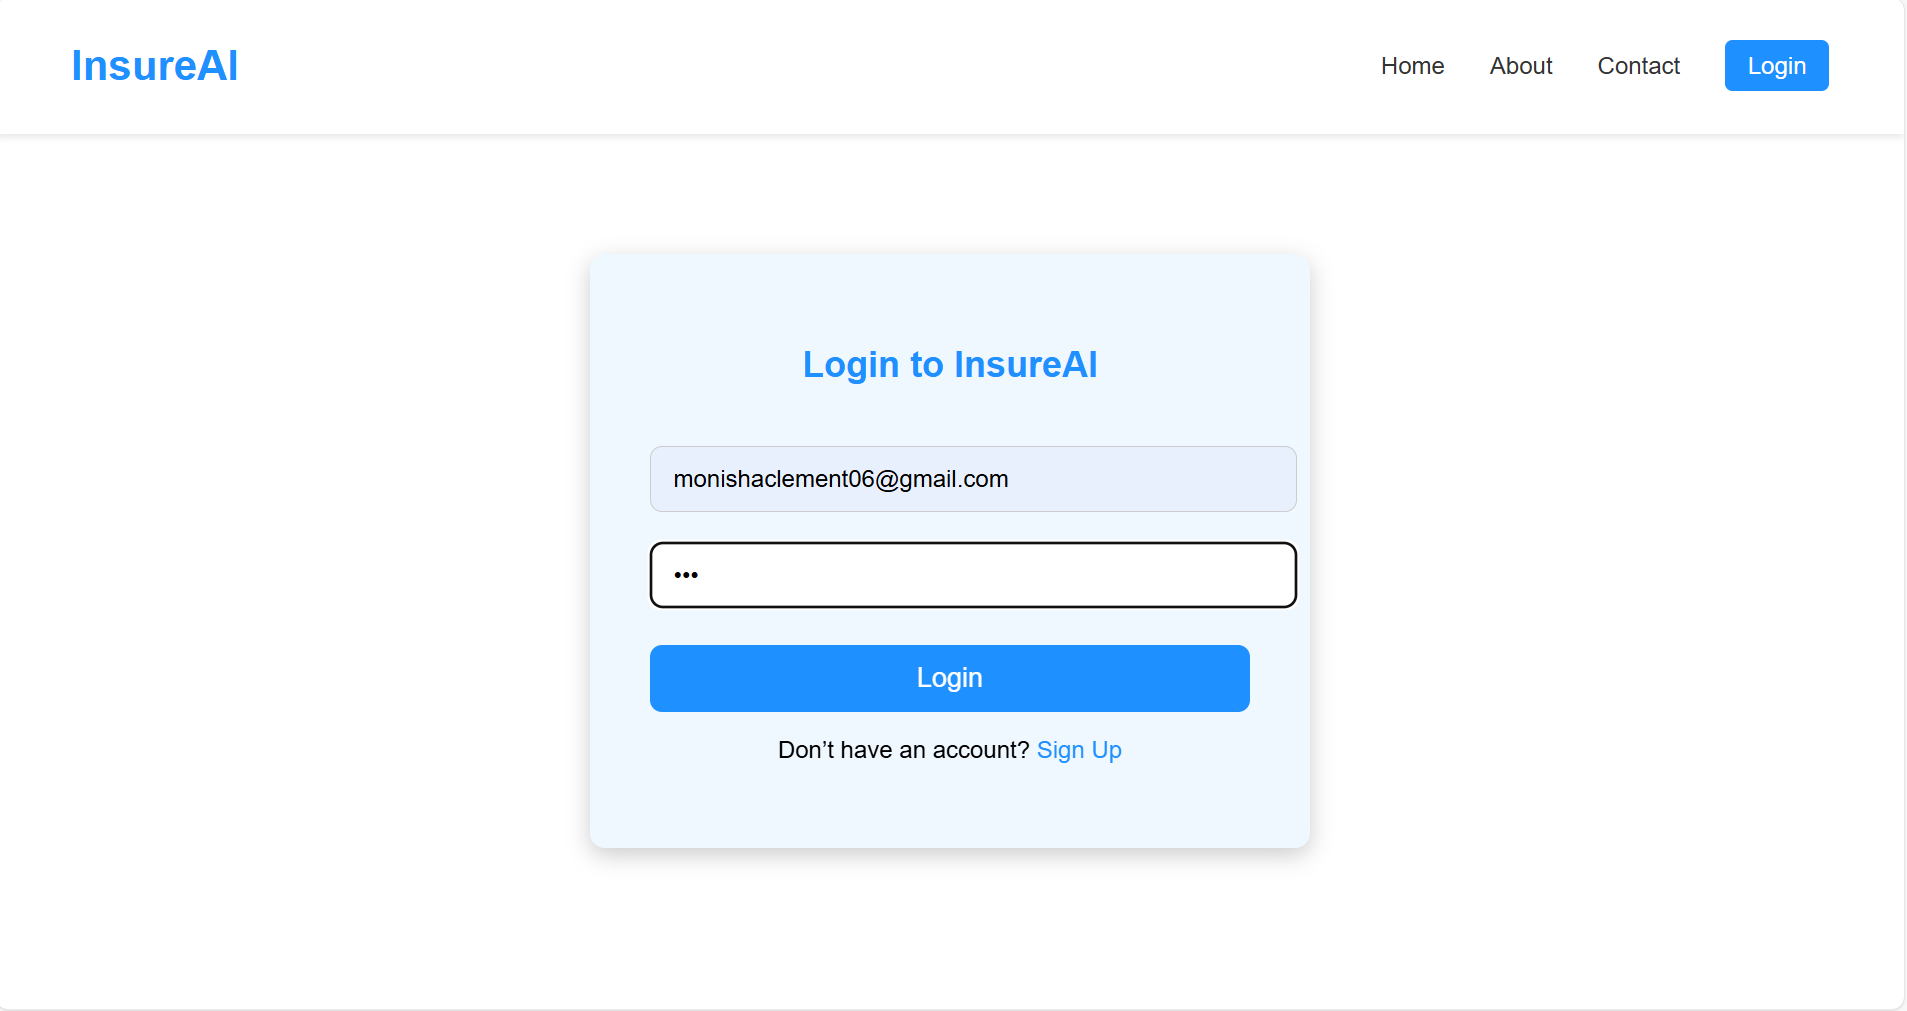 InsureAI
Home About Contact Login
Login to InsureAI
monishaclement06@gmail.com
•••
Login
Don’t have an account? Sign Up